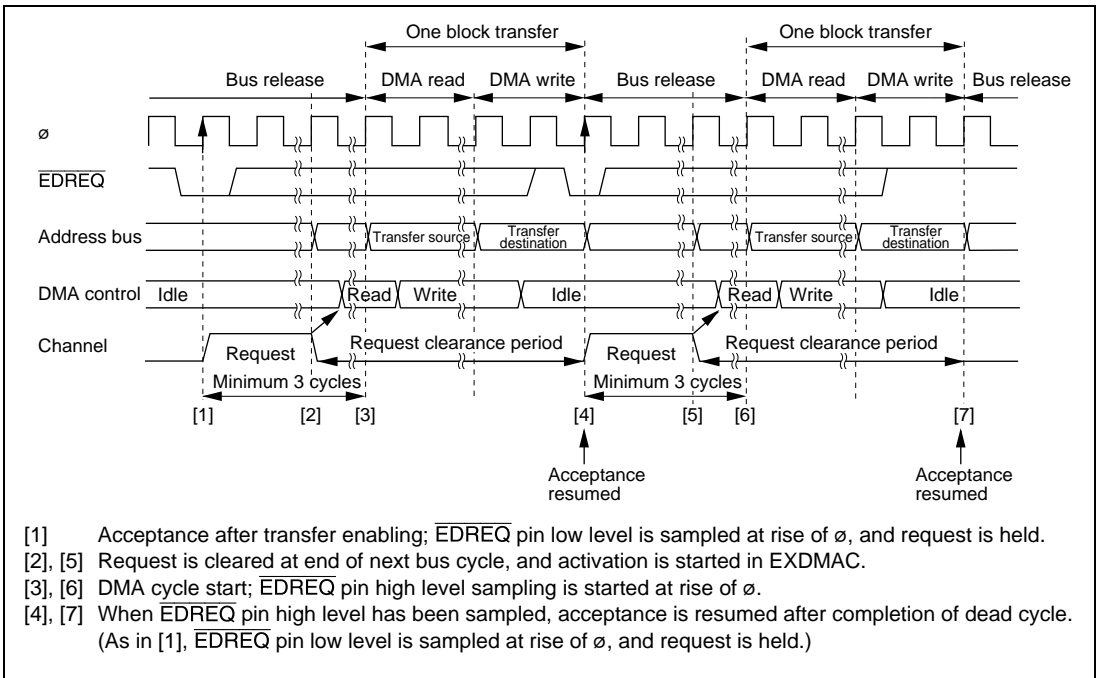 One block transfer One block transfer
Bus release DMA read DMA write Bus release DMA read DMA write Bus release
ø
EDREQ
Address bus Transfer source Transfer destination Transfer source Transfer destination
DMA control Idle Read Write Idle Read Write Idle
Channel Request Request clearance period Request Request clearance period
Minimum 3 cycles Minimum 3 cycles
[1] [2] [3] [4] [5] [6] [7]
Acceptance resumed Acceptance resumed
[1] Acceptance after transfer enabling; EDREQ pin low level is sampled at rise of ø, and request is held.
[2], [5] Request is cleared at end of next bus cycle, and activation is started in EXDMAC.
[3], [6] DMA cycle start; EDREQ pin high level sampling is started at rise of ø.
[4], [7] When EDREQ pin high level has been sampled, acceptance is resumed after completion of dead cycle.
(As in [1], EDREQ pin low level is sampled at rise of ø, and request is held.)